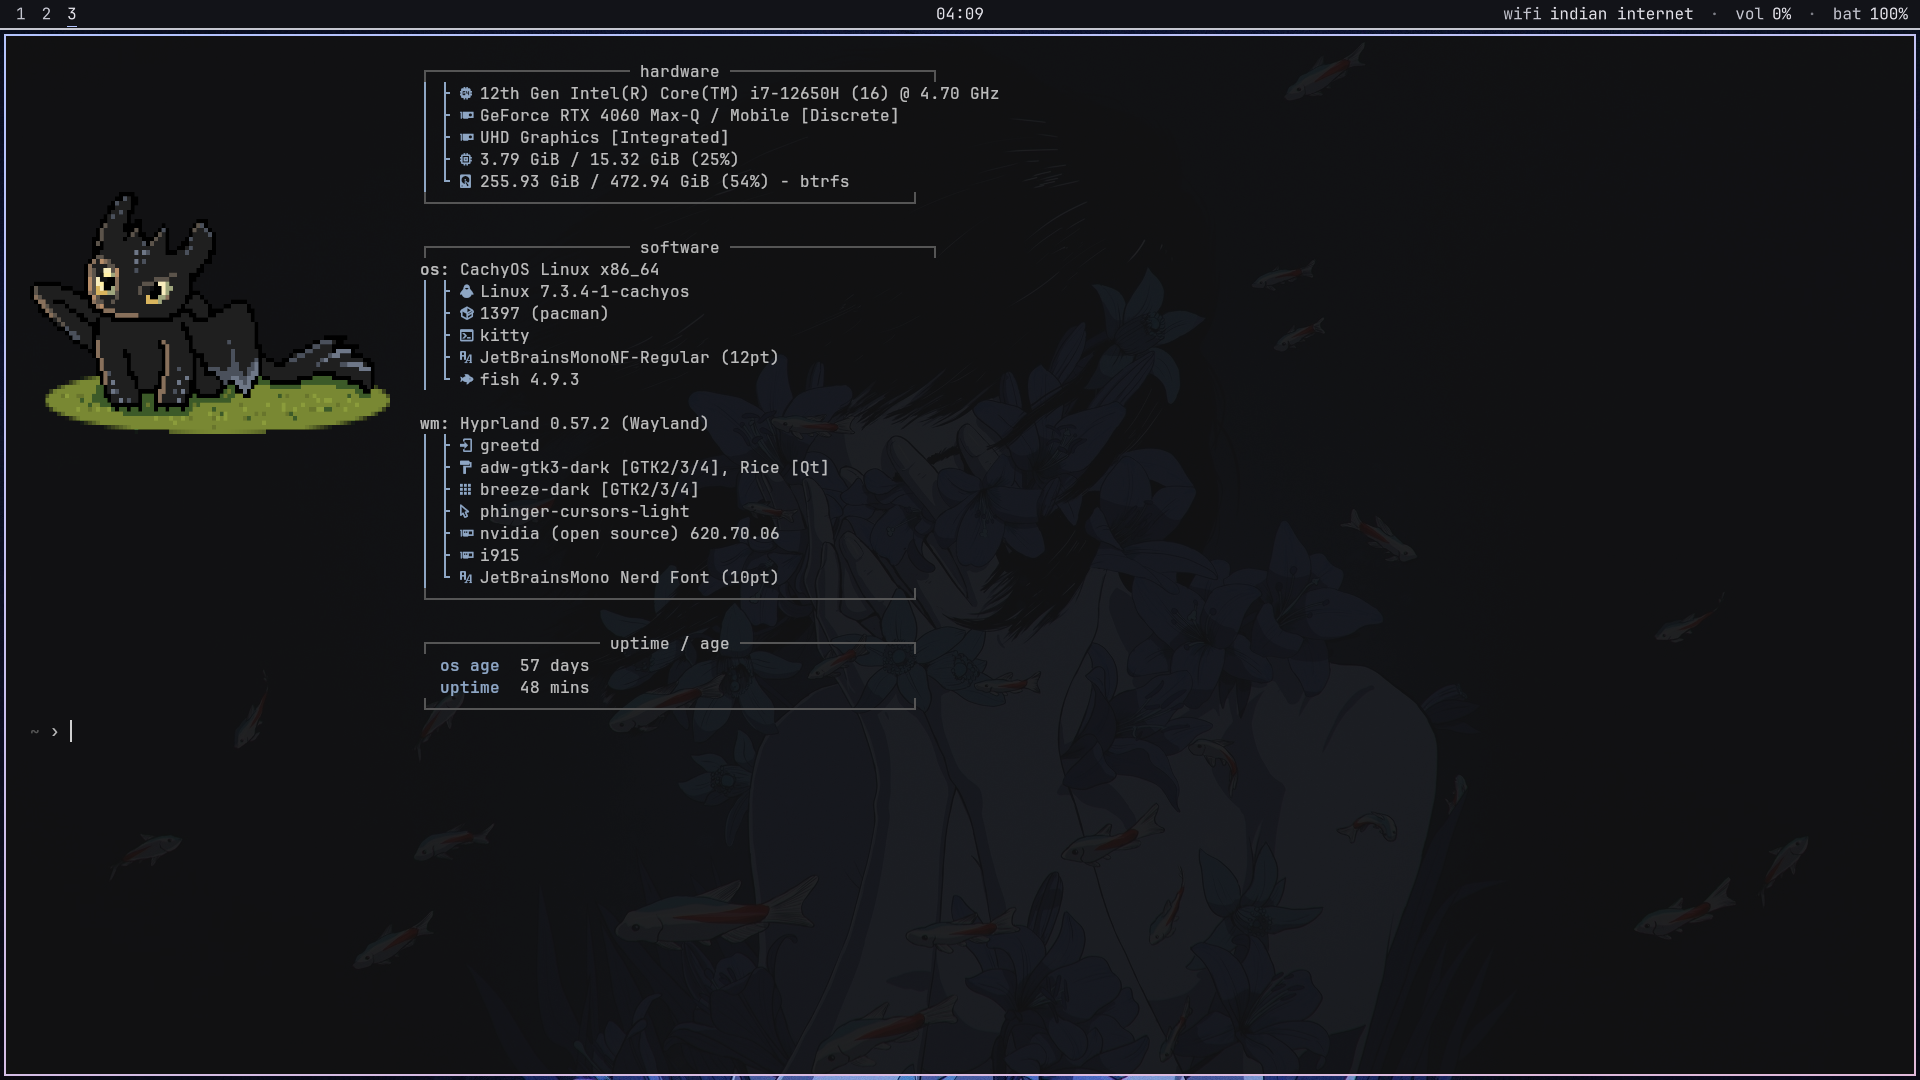 1 2 3
04:09
wifi indian internet · vol 0% · bat 100%
hardware
12th Gen Intel(R) Core(TM) i7-12650H (16) @ 4.70 GHz
GeForce RTX 4060 Max-Q / Mobile [Discrete]
UHD Graphics [Integrated]
3.79 GiB / 15.32 GiB (25%)
255.93 GiB / 472.94 GiB (54%) - btrfs
software
os: CachyOS Linux x86_64
Linux 7.3.4-1-cachyos
1397 (pacman)
kitty
JetBrainsMonoNF-Regular (12pt)
fish 4.9.3
wm: Hyprland 0.57.2 (Wayland)
greetd
adw-gtk3-dark [GTK2/3/4], Rice [Qt]
breeze-dark [GTK2/3/4]
phinger-cursors-light
nvidia (open source) 620.70.06
i915
JetBrainsMono Nerd Font (10pt)
uptime / age
os age 57 days
uptime 48 mins
~ ›